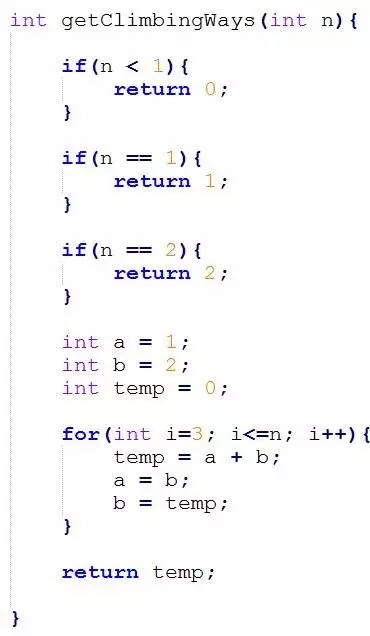 int getClimbingWays(int n){
if(n < 1){
return 0;
}
if(n == 1){
return 1;
}
if(n == 2){
return 2;
}
int a = 1;
int b = 2;
int temp = 0;
for(int i=3; i<=n; i++){
temp = a + b;
a = b;
b = temp;
}
return temp;
}